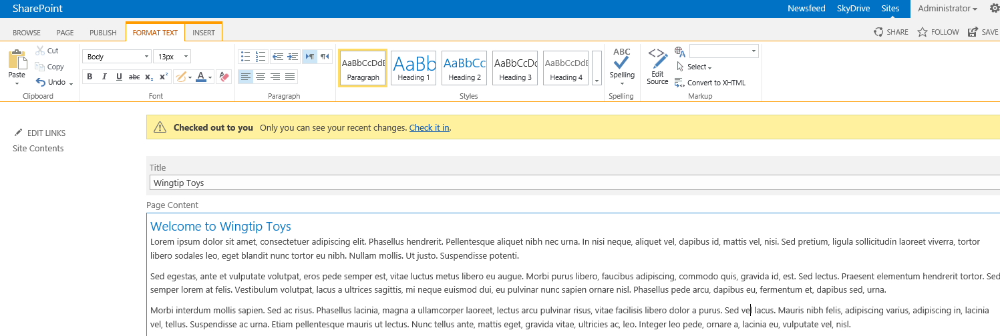 SharePoint Newsfeed SkyDrive Sites Administrator
BROWSE PAGE PUBLISH FORMAT TEXT INSERT SHARE FOLLOW SAVE
Paste
Cut
Copy
Undo
Clipboard
Body 13px
B I U abc x₂ x²
A
Font
Paragraph
AaBbCcDdE AaBb AaBbCc AaBbCcDc AaBbCcDdE
Paragraph Heading 1 Heading 2 Heading 3 Heading 4
Styles
ABC
Spelling
Spelling
Edit
Source
A
Select
Convert to XHTML
Markup
EDIT LINKS
Site Contents
Checked out to you Only you can see your recent changes. Check it in.
Title
Wingtip Toys
Page Content
Welcome to Wingtip Toys
Lorem ipsum dolor sit amet, consectetuer adipiscing elit. Phasellus hendrerit. Pellentesque aliquet nibh nec urna. In nisi neque, aliquet vel, dapibus id, mattis vel, nisi. Sed pretium, ligula sollicitudin laoreet viverra, tortor
libero sodales leo, eget blandit nunc tortor eu nibh. Nullam mollis. Ut justo. Suspendisse potenti.
Sed egestas, ante et vulputate volutpat, eros pede semper est, vitae luctus metus libero eu augue. Morbi purus libero, faucibus adipiscing, commodo quis, gravida id, est. Sed lectus. Praesent elementum hendrerit tortor. Sed
semper lorem at felis. Vestibulum volutpat, lacus a ultrices sagittis, mi neque euismod dui, eu pulvinar nunc sapien ornare nisl. Phasellus pede arcu, dapibus eu, fermentum et, dapibus sed, urna.
Morbi interdum mollis sapien. Sed ac risus. Phasellus lacinia, magna a ullamcorper laoreet, lectus arcu pulvinar risus, vitae facilisis libero dolor a purus. Sed vel lacus. Mauris nibh felis, adipiscing varius, adipiscing in, lacinia
vel, tellus. Suspendisse ac urna. Etiam pellentesque mauris ut lectus. Nunc tellus ante, mattis eget, gravida vitae, ultricies ac, leo. Integer leo pede, ornare a, lacinia eu, vulputate vel, nisl.